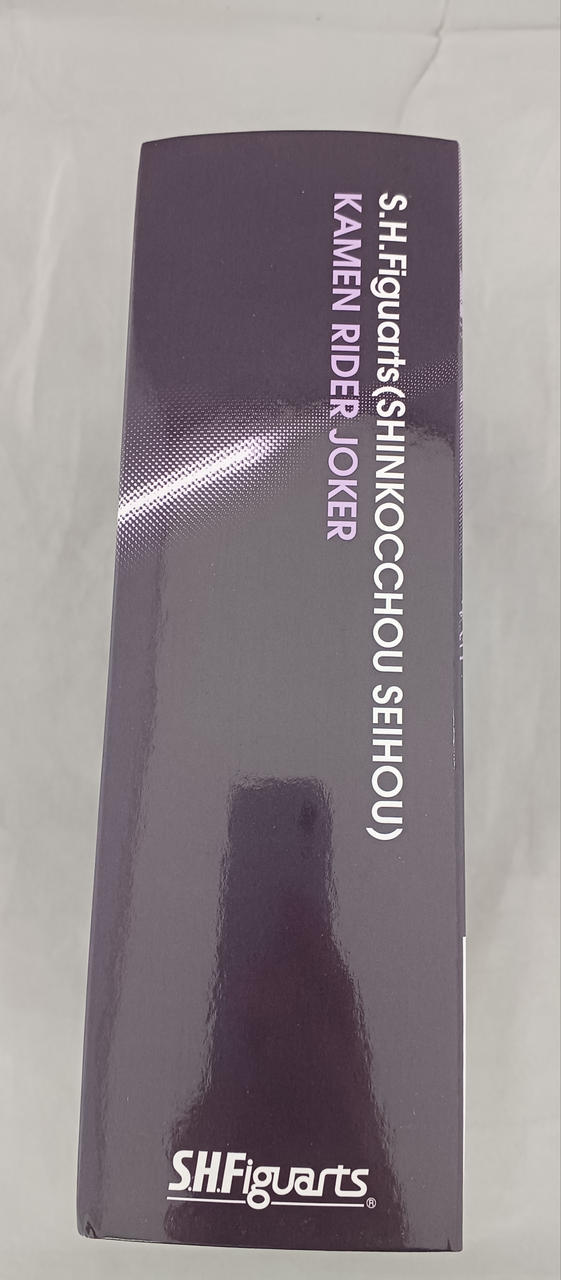 S.H.Figuarts(SHINKOCCHOU SEIHOU)
KAMEN RIDER JOKER
S.H.Figuarts®